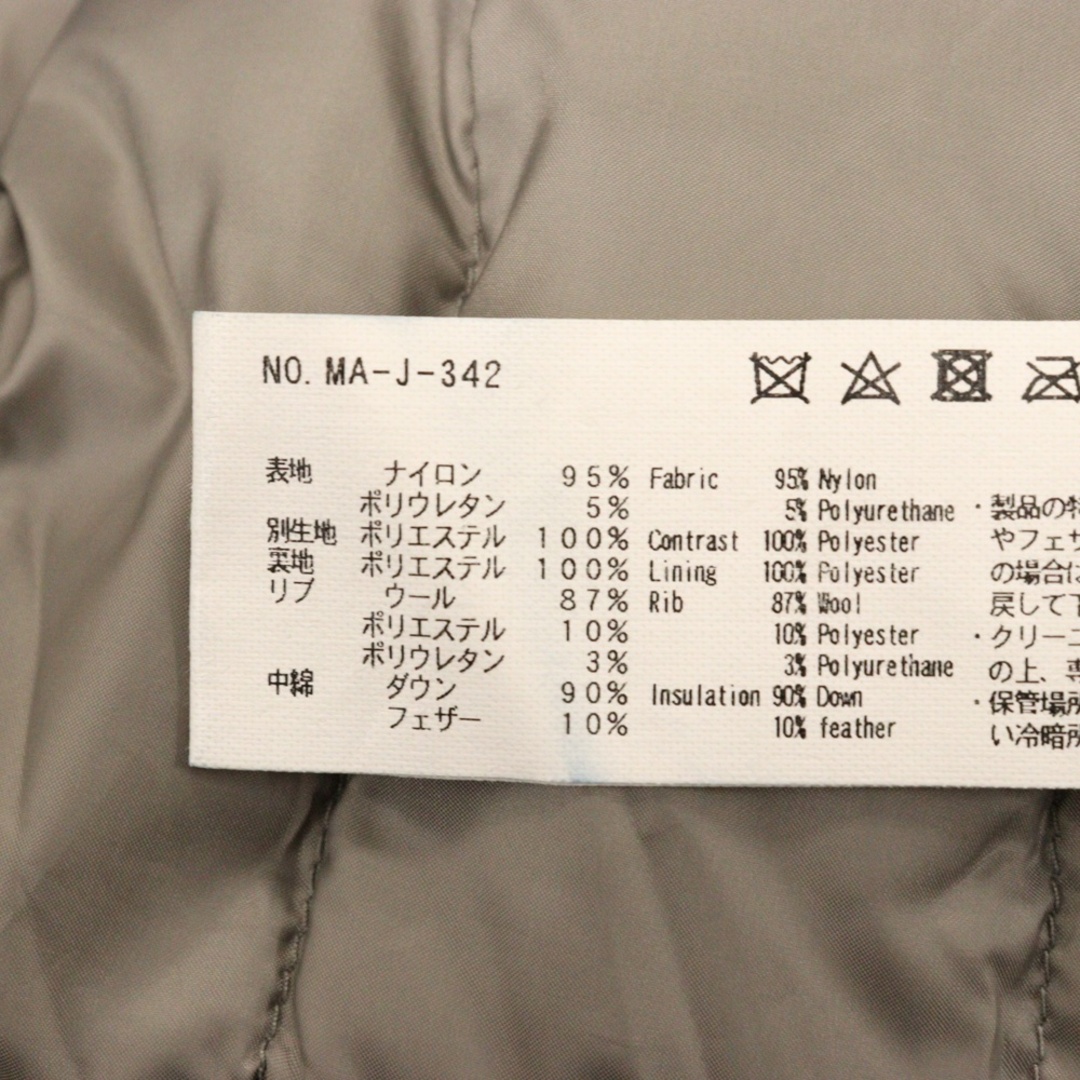 NO. MA-J-342
表地 ナイロン 95% Fabric 95% Nylon
ポリウレタン 5% 5% Polyurethane
別生地 ポリエステル 100% Contrast 100% Polyester
裏地 ポリエステル 100% Lining 100% Polyester
リブ ウール 87% Rib 87% Wool
ポリエステル 10% 10% Polyester
ポリウレタン 3% 3% Polyurethane
中綿 ダウン 90% Insulation 90% Down
フェザー 10% 10% feather
・製品の特
やフェザ
の場合は
戻して下
・クリーニ
の上、専
・保管場所
い冷暗所